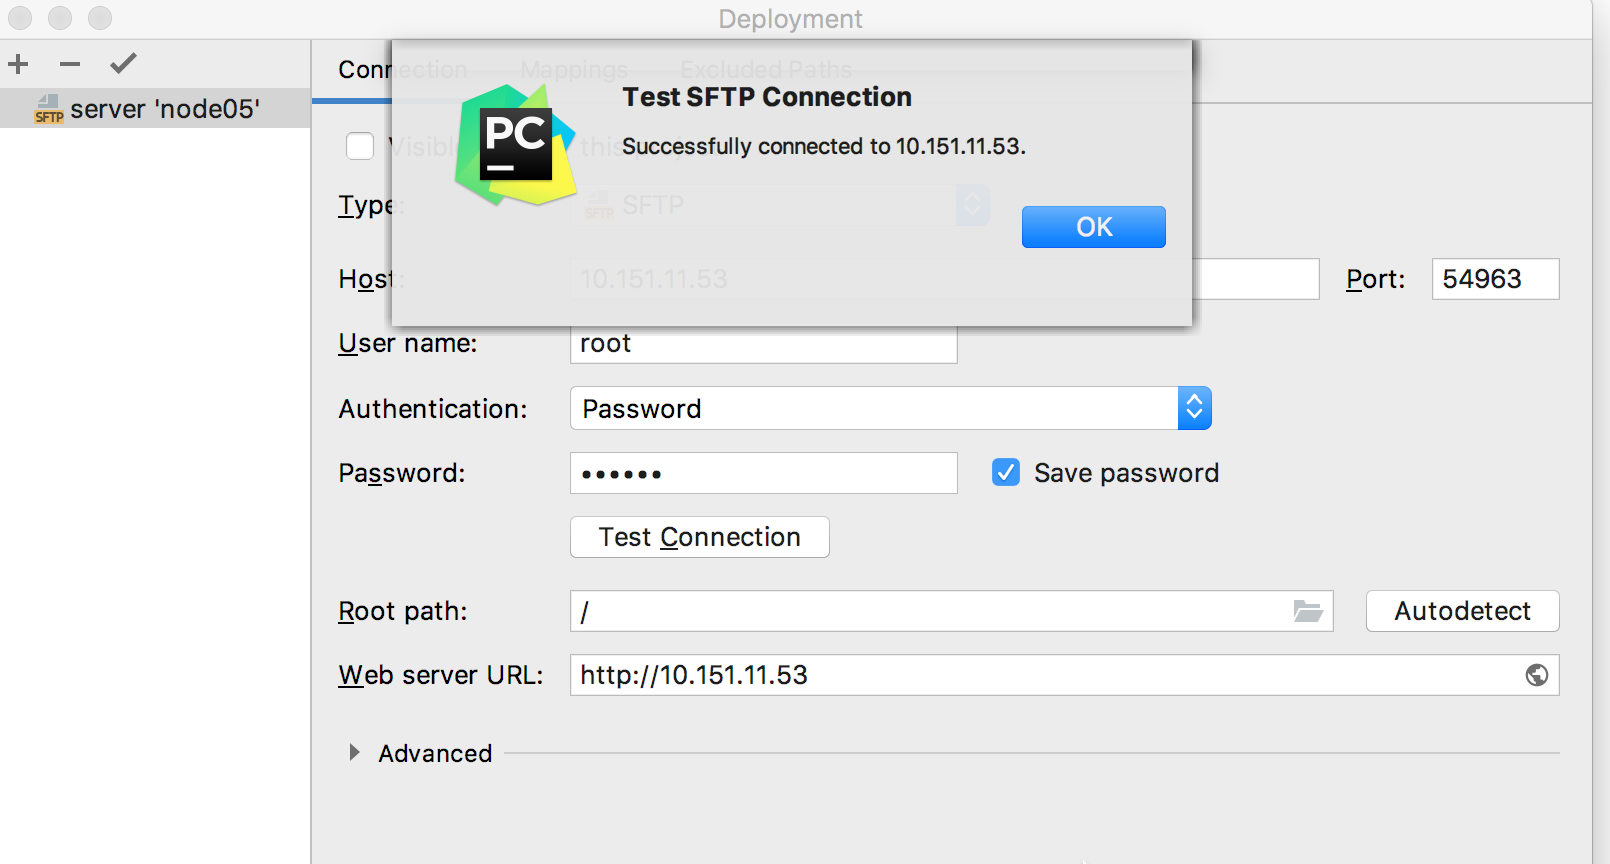 Deployment
Connection Mappings Excluded Paths
server 'node05'
SFTP
PC
Test SFTP Connection
Successfully connected to 10.151.11.53.
OK
Visible this project
Type: SFTP SFTP
Host: 10.151.11.53 Port: 54963
User name: root
Authentication: Password
Password: •••••• Save password
Test Connection
Root path: / Autodetect
Web server URL: http://10.151.11.53
Advanced